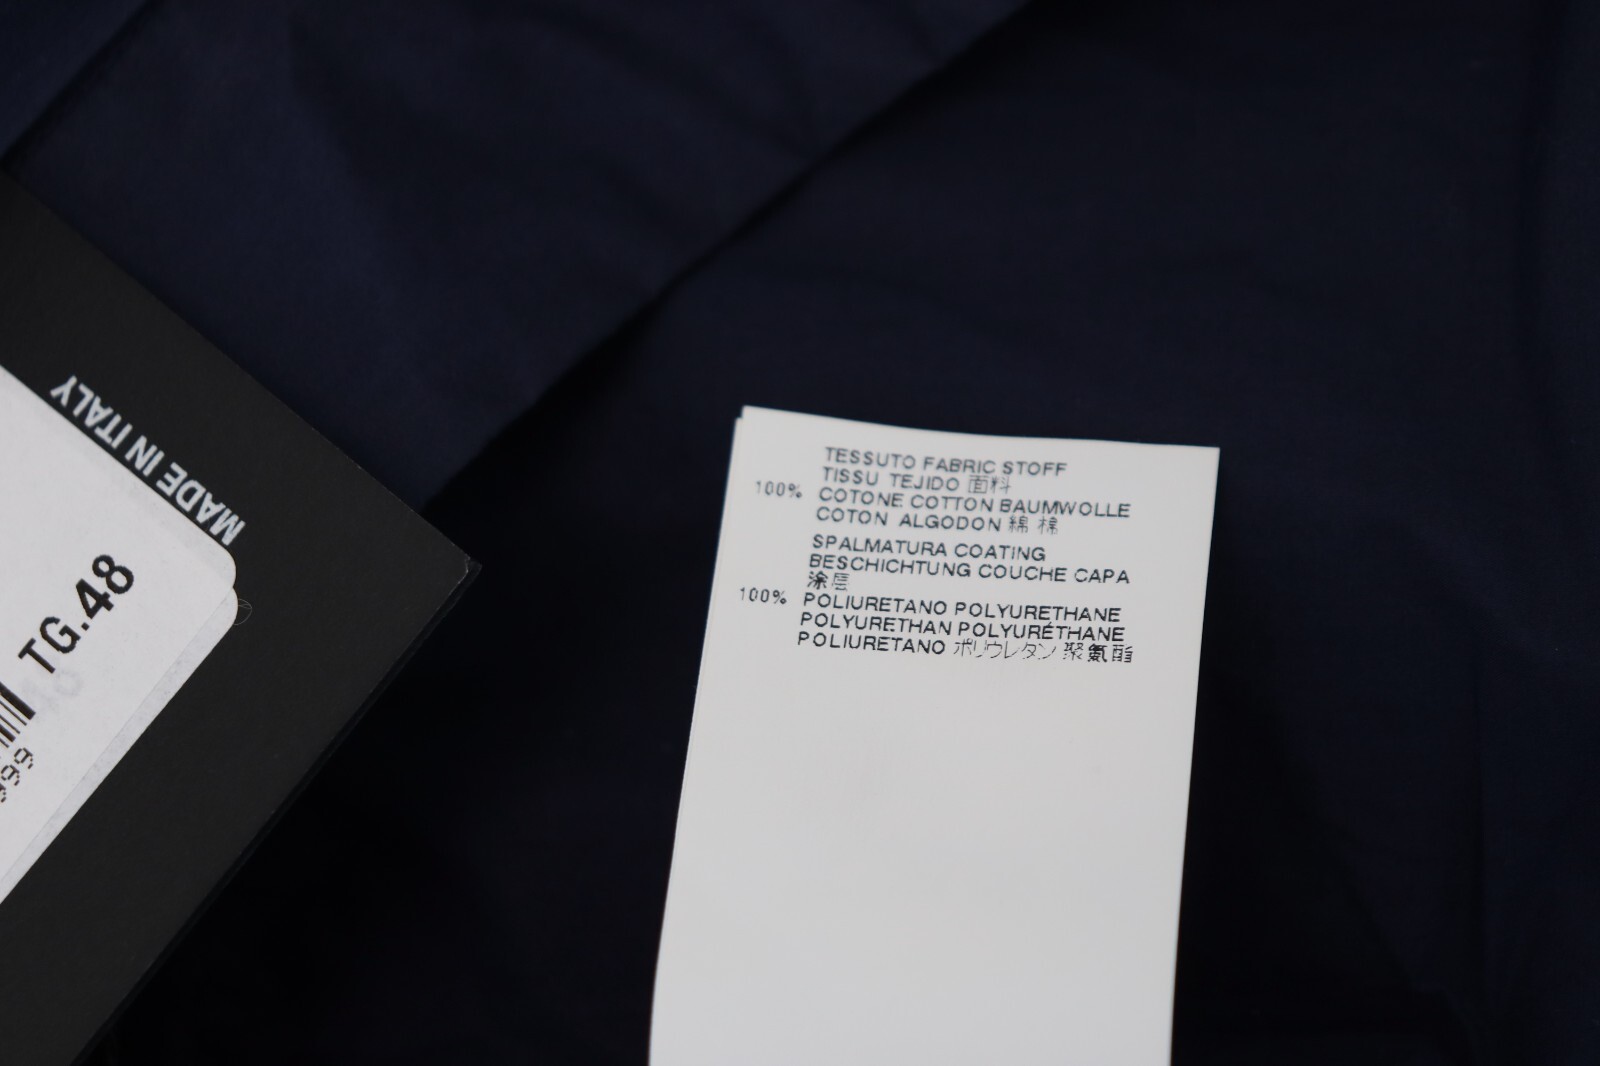 MADE IN ITALY
TG.48
TESSUTO FABRIC STOFF
TISSU TEJIDO 面料
100% COTONE COTTON BAUMWOLLE
COTON ALGODON 綿 棉
SPALMATURA COATING
BESCHICHTUNG COUCHE CAPA
涂层
100% POLIURETANO POLYURETHANE
POLYURETHAN POLYURÉTHANE
POLIURETANO ポリウレタン 聚氨酯